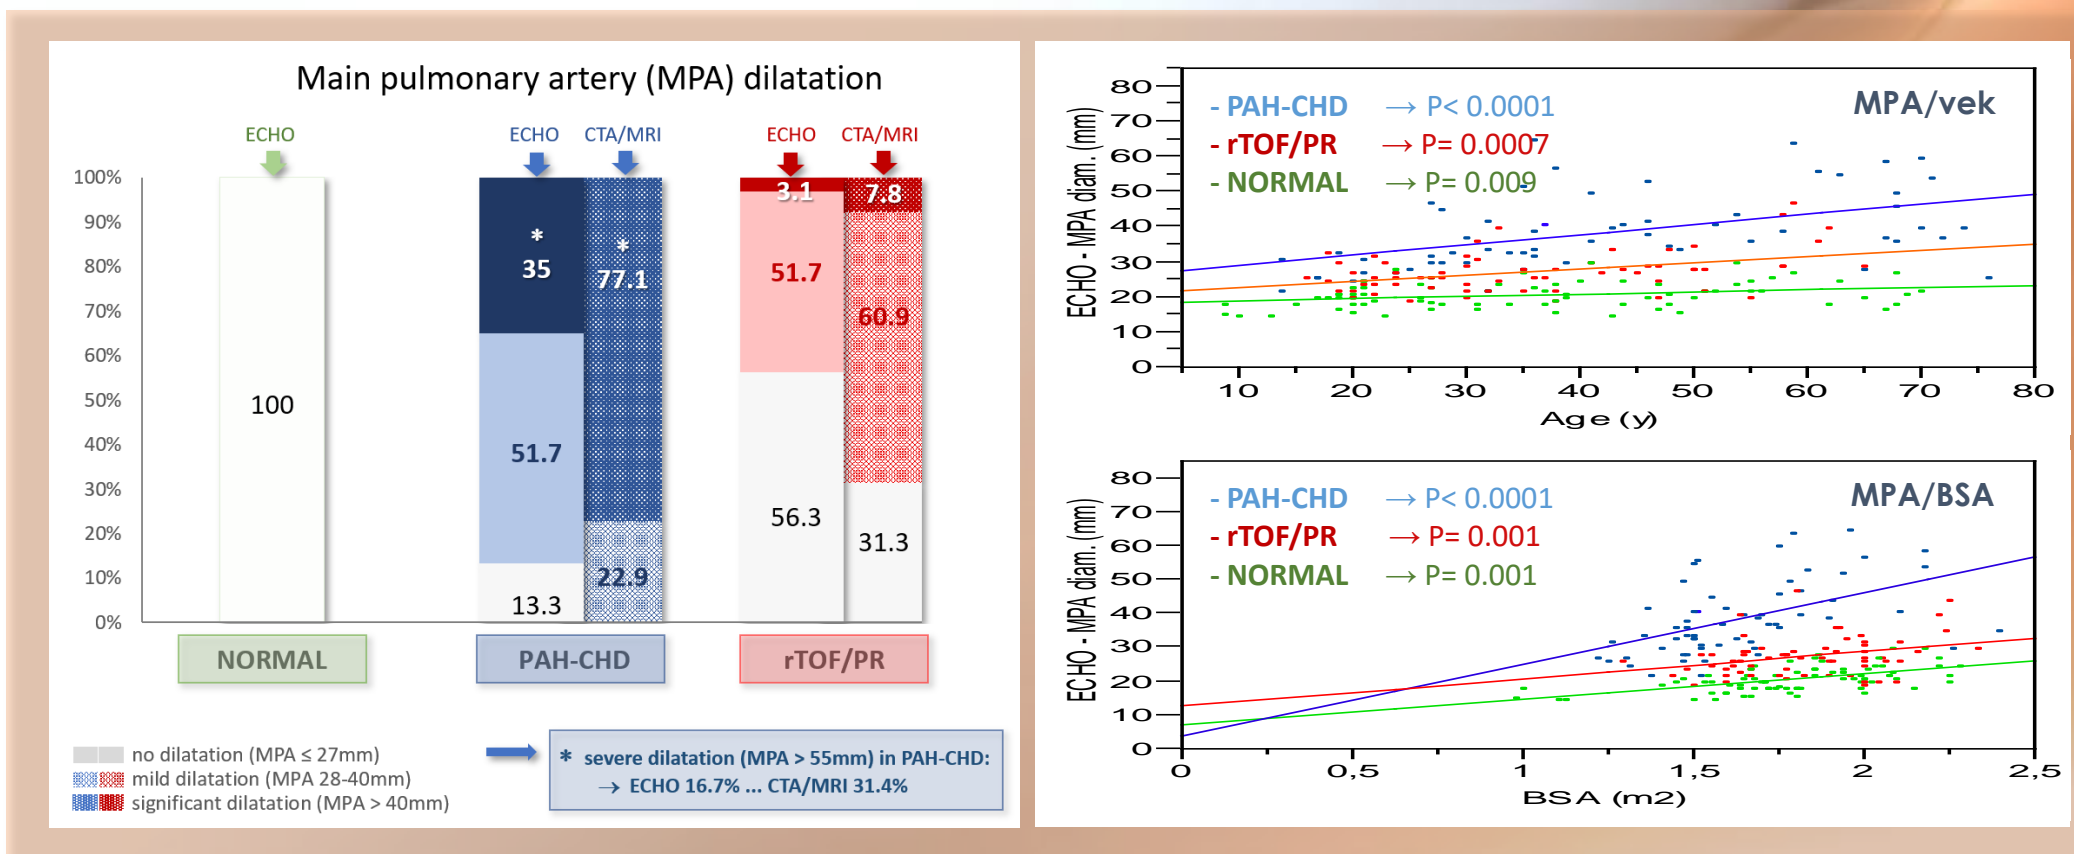 Main pulmonary artery (MPA) dilatation
ECHO
ECHO CTA/MRI
ECHO CTA/MRI
100%
90%
80%
70%
60%
50%
40%
30%
20%
10%
0%
100
* 35
51.7
13.3
* 77.1
22.9
3.1
51.7
56.3
7.8
60.9
31.3
NORMAL
PAH-CHD
rTOF/PR
no dilatation (MPA ≤ 27mm)
mild dilatation (MPA 28-40mm)
significant dilatation (MPA > 40mm)
* severe dilatation (MPA > 55mm) in PAH-CHD:
→ ECHO 16.7% ... CTA/MRI 31.4%
MPA/vek
- PAH-CHD → P< 0.0001
- rTOF/PR → P= 0.0007
- NORMAL → P= 0.009
ECHO - MPA diam. (mm)
80
70
60
50
40
30
20
10
0
10 20 30 40 50 60 70 80
Age (y)
MPA/BSA
- PAH-CHD → P< 0.0001
- rTOF/PR → P= 0.001
- NORMAL → P= 0.001
ECHO - MPA diam. (mm)
80
70
60
50
40
30
20
10
0
0 0,5 1 1,5 2 2,5
BSA (m2)